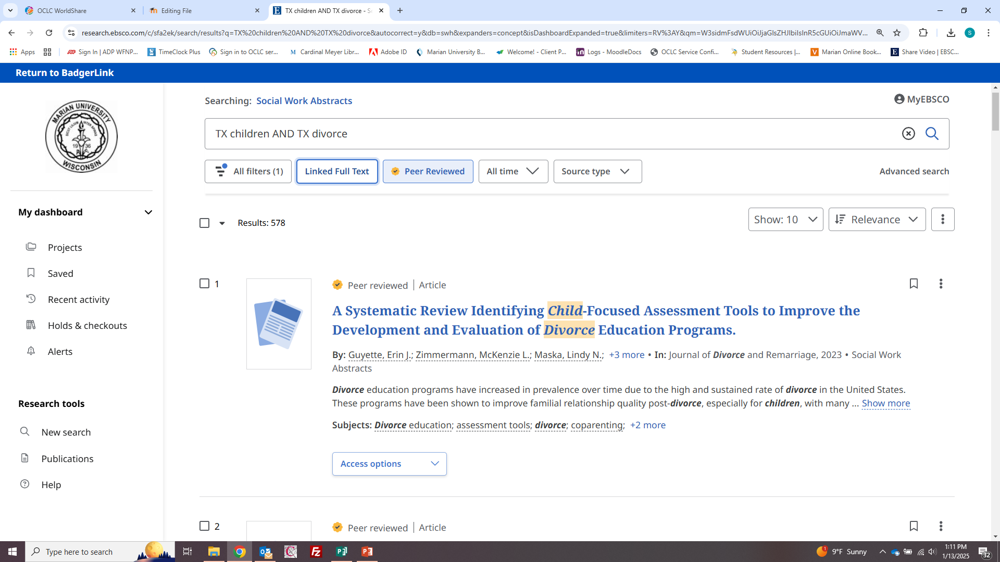 OCLC WorldShare
Editing File
TX children AND TX divorce - Se
research.ebsco.com/c/sfa2ek/search/results?q=TX%20children%20AND%20TX%20divorce&autocorrect=y&db=swh&expanders=concept&isDashboardExpanded=true&limiters=RV%3AY&qm=W3sidmFsdWUiOiJjaGlsZHJlbiIsInR5cGUiOiJmaWV...
S
Apps
Sign In | ADP WFNP...
TimeClock Plus
Sign in to OCLC ser...
M Cardinal Meyer Libr...
Adobe ID
Marian University B...
Welcome! - Client P...
Logs - MoodleDocs
OCLC Service Confi...
Student Resources |...
Marian Online Book...
Share Video | EBSC...
Return to BadgerLink
MARIAN UNIVERSITY
19 36
WISCONSIN
My dashboard
Projects
Saved
Recent activity
Holds & checkouts
Alerts
Research tools
New search
Publications
Help
Searching: Social Work Abstracts
MyEBSCO
TX children AND TX divorce
All filters (1)
Linked Full Text
Peer Reviewed
All time
Source type
Advanced search
Results: 578
Show: 10
Relevance
1
Peer reviewed | Article
A Systematic Review Identifying Child-Focused Assessment Tools to Improve the
Development and Evaluation of Divorce Education Programs.
By: Guyette, Erin J.; Zimmermann, McKenzie L.; Maska, Lindy N.; +3 more • In: Journal of Divorce and Remarriage, 2023 • Social Work
Abstracts
Divorce education programs have increased in prevalence over time due to the high and sustained rate of divorce in the United States.
These programs have been shown to improve familial relationship quality post-divorce, especially for children, with many ... Show more
Subjects: Divorce education; assessment tools; divorce; coparenting; +2 more
Access options
2
Peer reviewed | Article
Type here to search
1
9°F Sunny
1:11 PM
1/13/2025
32